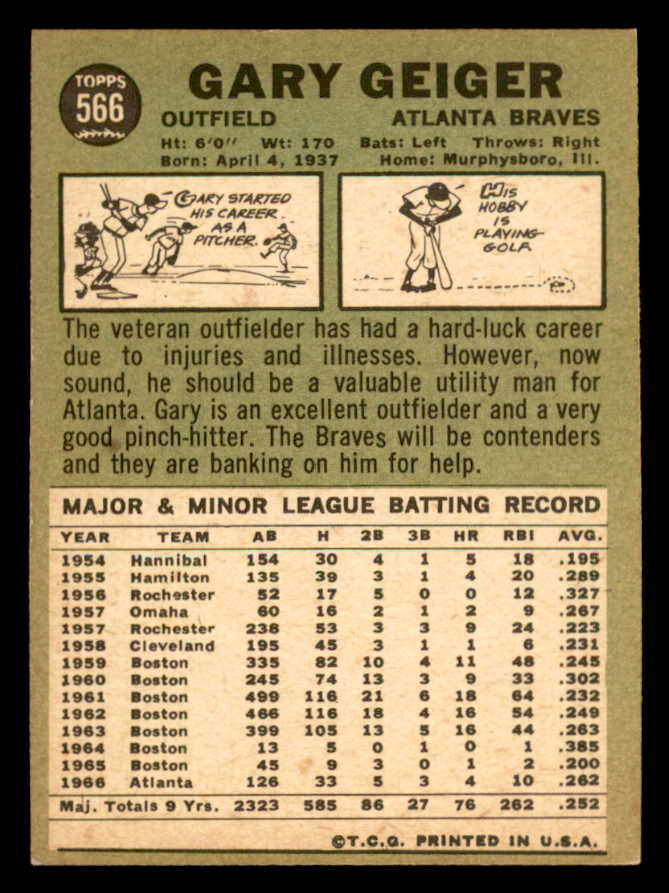 TOPPS
566
GARY GEIGER
OUTFIELD ATLANTA BRAVES
Ht: 6'0" Wt: 170 Bats: Left Throws: Right
Born: April 4, 1937 Home: Murphysboro, Ill.
GARY STARTED
HIS CAREER
AS A
PITCHER.
HIS
HOBBY
IS
PLAYING
GOLF.
The veteran outfielder has had a hard-luck career
due to injuries and illnesses. However, now
sound, he should be a valuable utility man for
Atlanta. Gary is an excellent outfielder and a very
good pinch-hitter. The Braves will be contenders
and they are banking on him for help.
MAJOR & MINOR LEAGUE BATTING RECORD
YEAR TEAM AB H 2B 3B HR RBI AVG.
1954 Hannibal 154 30 4 1 5 18 .195
1955 Hamilton 135 39 3 1 4 20 .289
1956 Rochester 52 17 5 0 0 12 .327
1957 Omaha 60 16 2 1 2 9 .267
1957 Rochester 238 53 3 3 9 24 .223
1958 Cleveland 195 45 3 1 1 6 .231
1959 Boston 335 82 10 4 11 48 .245
1960 Boston 245 74 13 3 9 33 .302
1961 Boston 499 116 21 6 18 64 .232
1962 Boston 466 116 18 4 16 54 .249
1963 Boston 399 105 13 5 16 44 .263
1964 Boston 13 5 0 1 0 1 .385
1965 Boston 45 9 3 0 1 2 .200
1966 Atlanta 126 33 5 3 4 10 .262
Maj. Totals 9 Yrs. 2323 585 86 27 76 262 .252
©T.C.G. PRINTED IN U.S.A.